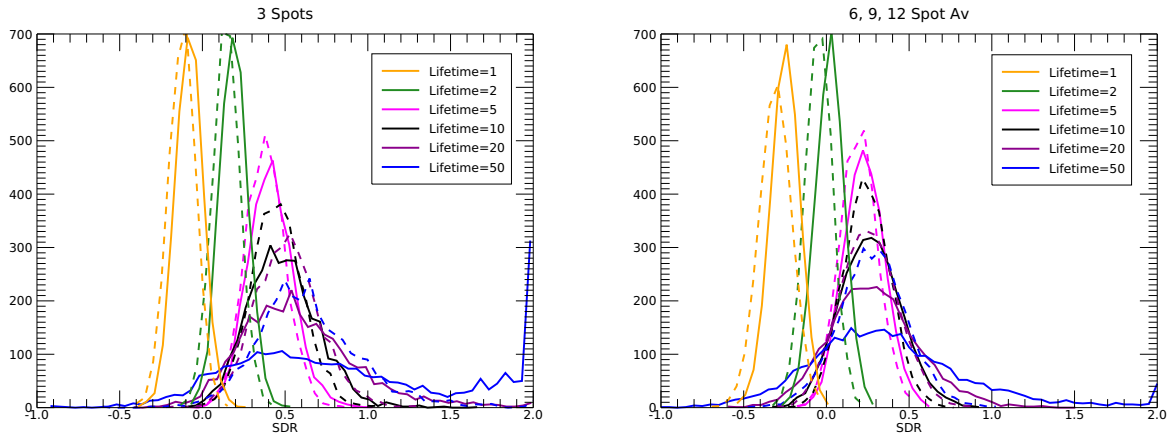 3 Spots
700
600
500
400
300
200
100
0
-1.0 -0.5 0.0 0.5 1.0 1.5 2.0
SDR
Lifetime=1
Lifetime=2
Lifetime=5
Lifetime=10
Lifetime=20
Lifetime=50
6, 9, 12 Spot Av
700
600
500
400
300
200
100
0
-1.0 -0.5 0.0 0.5 1.0 1.5 2.0
SDR
Lifetime=1
Lifetime=2
Lifetime=5
Lifetime=10
Lifetime=20
Lifetime=50